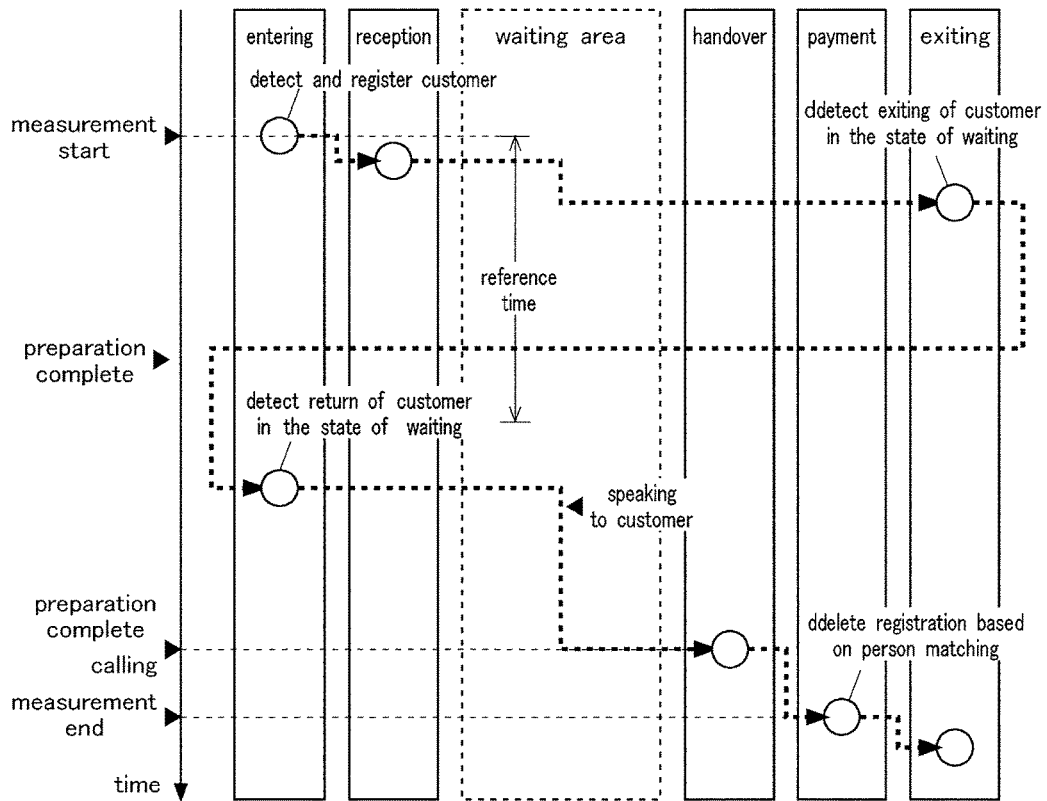 entering
reception
waiting area
handover
payment
exiting
detect and register customer
ddetect exiting of customer
in the state of waiting
measurement
start
reference
time
preparation
complete
detect return of customer
in the state of waiting
speaking
to customer
preparation
complete
calling
ddelete registration based
on person matching
measurement
end
time